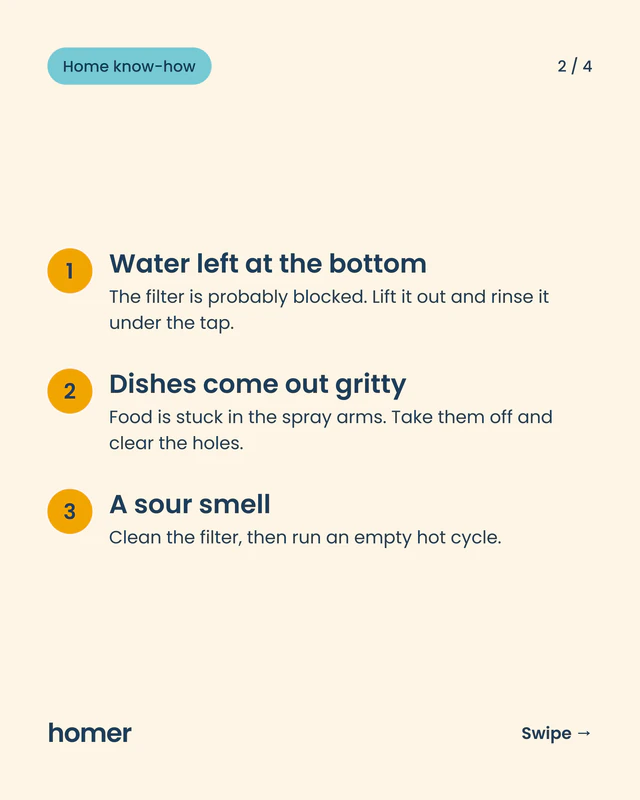 Home know-how
2 / 4
1
Water left at the bottom
The filter is probably blocked. Lift it out and rinse it
under the tap.
2
Dishes come out gritty
Food is stuck in the spray arms. Take them off and
clear the holes.
3
A sour smell
Clean the filter, then run an empty hot cycle.
homer
Swipe →